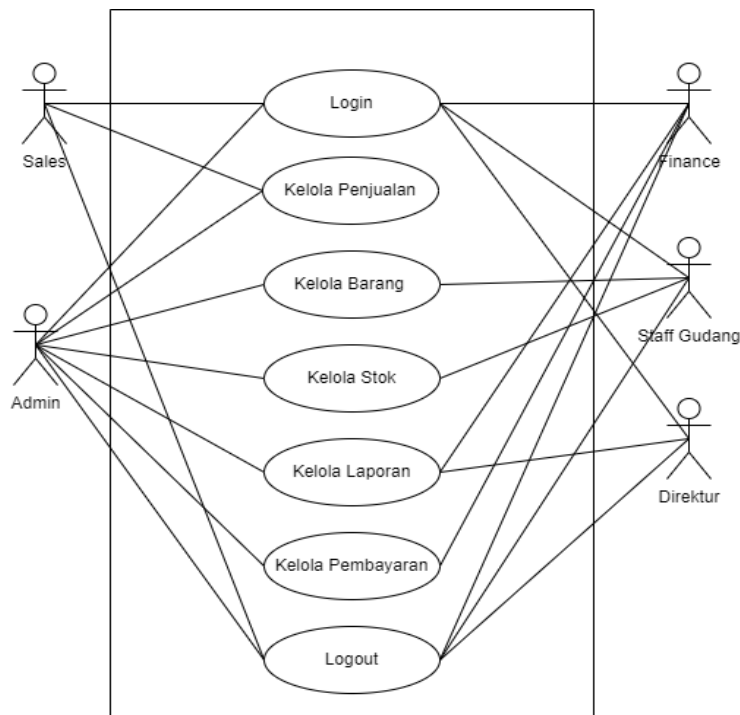 Login
Sales
Finance
Kelola Penjualan
Kelola Barang
Staff Gudang
Kelola Stok
Admin
Kelola Laporan
Direktur
Kelola Pembayaran
Logout